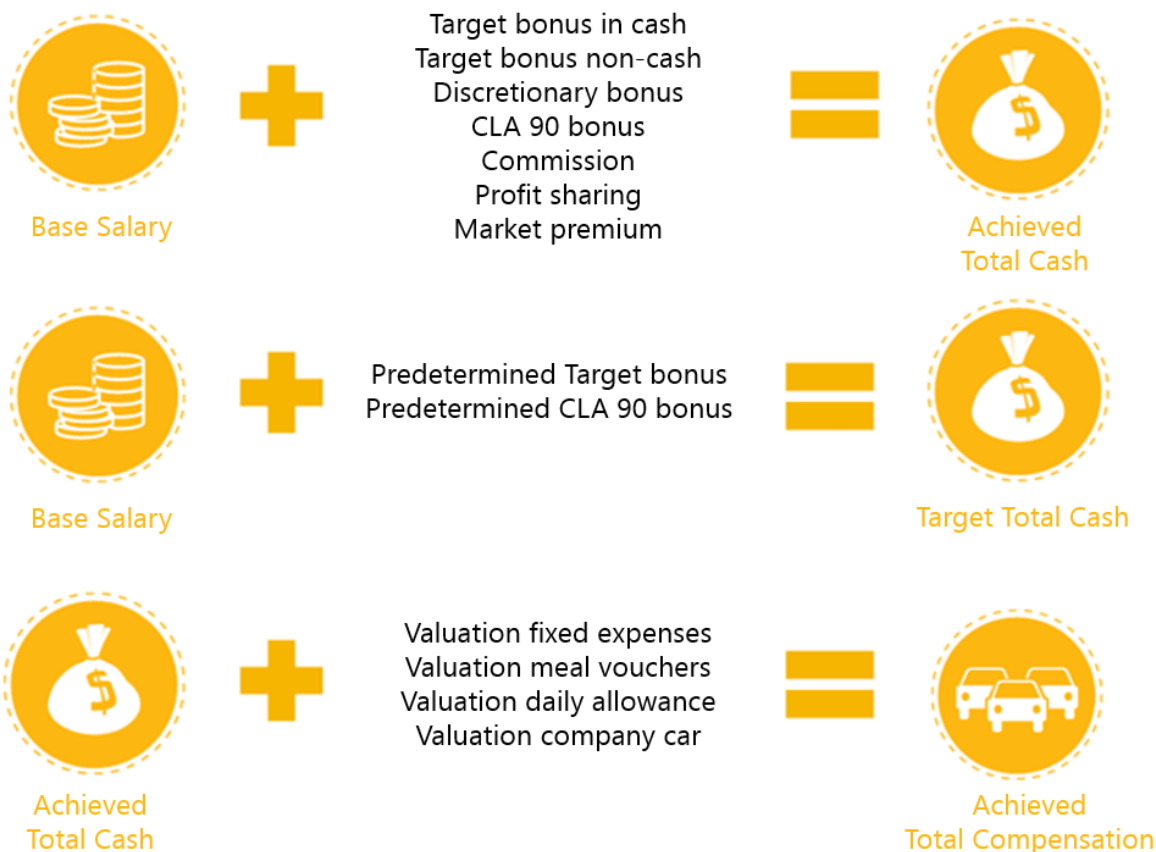 Target bonus in cash
Target bonus non-cash
Discretionary bonus
CLA 90 bonus
Commission
Profit sharing
Market premium
Base Salary
Achieved
Total Cash
Predetermined Target bonus
Predetermined CLA 90 bonus
Base Salary
Target Total Cash
Valuation fixed expenses
Valuation meal vouchers
Valuation daily allowance
Valuation company car
Achieved
Total Cash
Achieved
Total Compensation